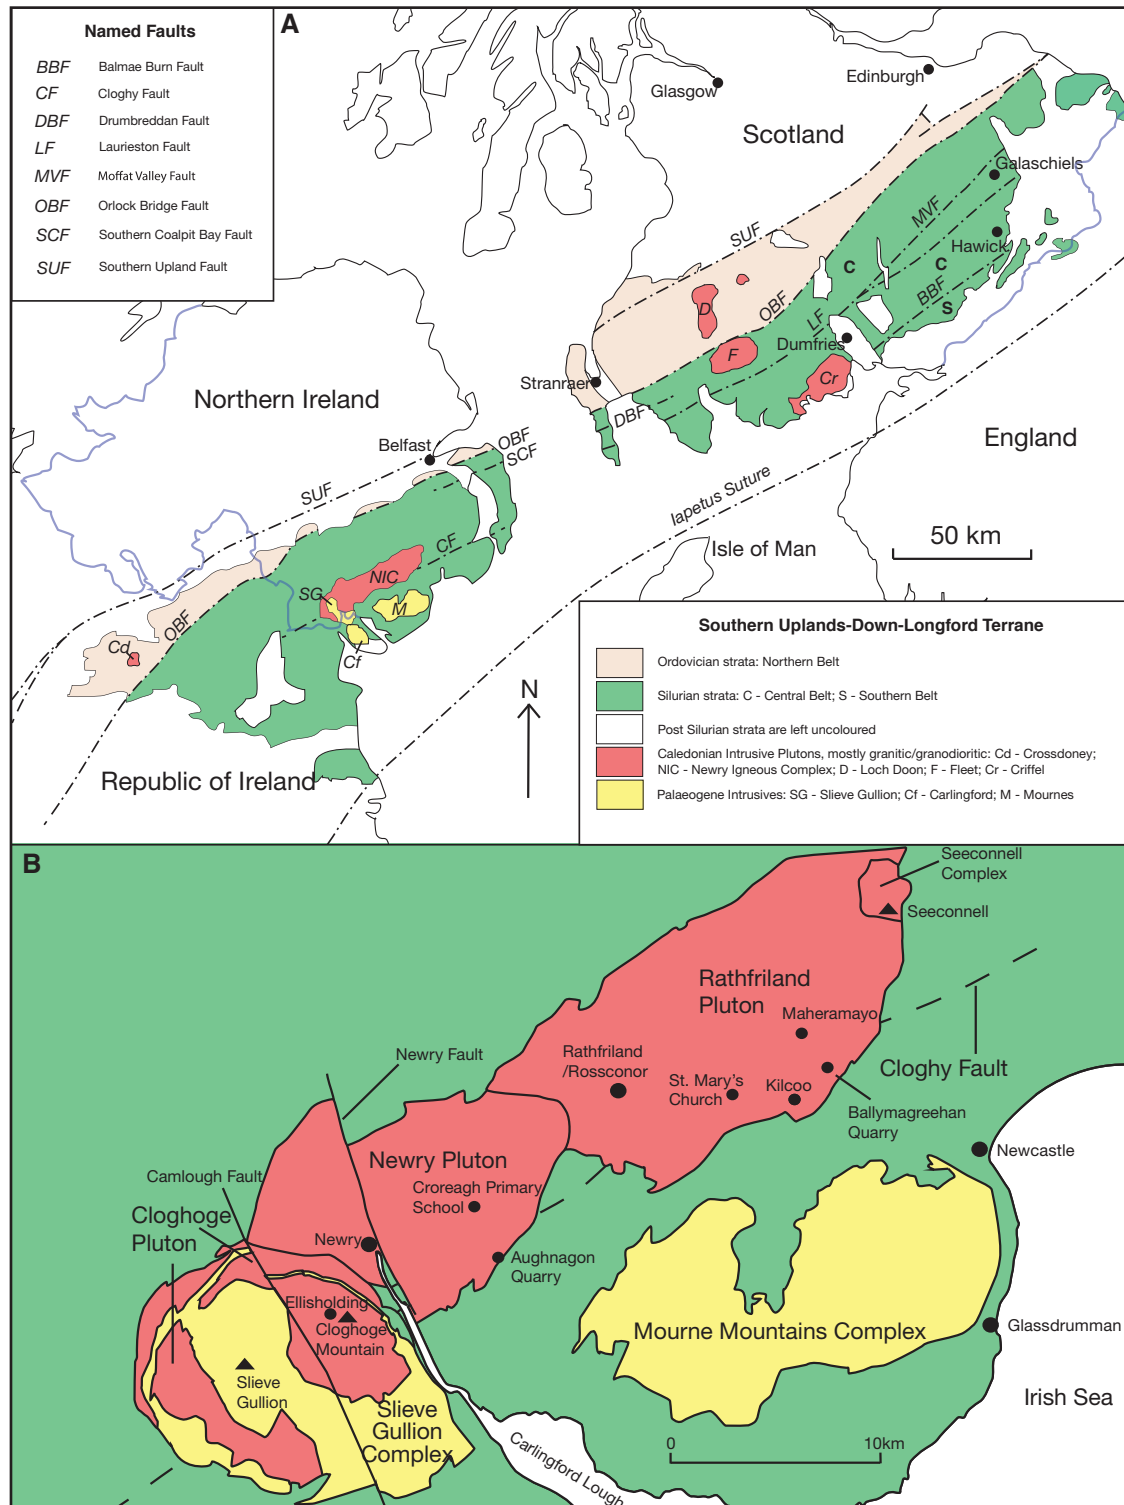 A
Named Faults
BBF Balmae Burn Fault
CF Cloghy Fault
DBF Drumbreddan Fault
LF Laurieston Fault
MVF Moffat Valley Fault
OBF Orlock Bridge Fault
SCF Southern Coalpit Bay Fault
SUF Southern Upland Fault
Glasgow
Edinburgh
Scotland
Galaschiels
MVF
SUF
Hawick
C
C
BBF
S
OBF
D
LF
Dumfries
F
Cr
Stranraer
DBF
Northern Ireland
England
Belfast
OBF
SCF
SUF
Iapetus Suture
CF
Isle of Man
50 km
NIC
SG
M
OBF
Cd
Cf
N
Republic of Ireland
Southern Uplands-Down-Longford Terrane
Ordovician strata: Northern Belt
Silurian strata: C - Central Belt; S - Southern Belt
Post Silurian strata are left uncoloured
Caledonian Intrusive Plutons, mostly granitic/granodioritic: Cd - Crossdoney;
NIC - Newry Igneous Complex; D - Loch Doon; F - Fleet; Cr - Criffel
Palaeogene Intrusives: SG - Slieve Gullion; Cf - Carlingford; M - Mournes
B
Seeconnell
Complex
Seeconnell
Rathfriland
Pluton
Maheramayo
Newry Fault
Rathfriland
/Rossconor
St. Mary's
Church
Kilcoo
Cloghy Fault
Ballymagreehan
Quarry
Newcastle
Newry Pluton
Camlough Fault
Croreagh Primary
School
Cloghoge
Pluton
Newry
Aughnagon
Quarry
Ellisholding
Cloghoge
Mountain
Mourne Mountains Complex
Glassdrumman
Slieve
Gullion
Irish Sea
Slieve
Gullion
Complex
Carlingford Lough
0 10km